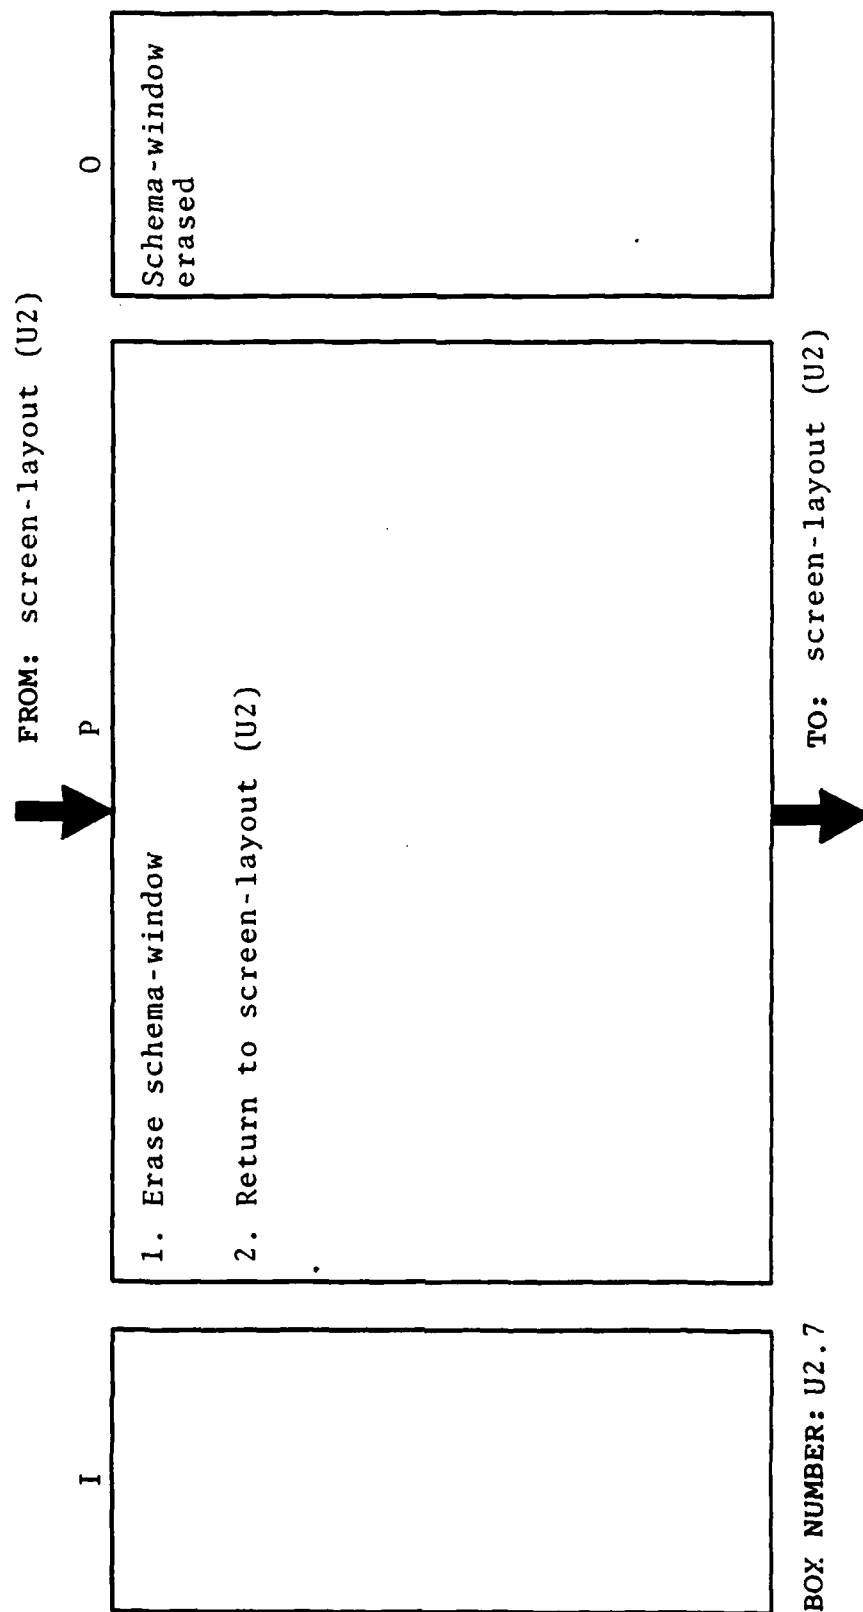 FROM: screen-layout (U2)
I
P
O
1. Erase schema-window
2. Return to screen-layout (U2)
Schema-window
erased
BOX NUMBER: U2.7
TO: screen-layout (U2)